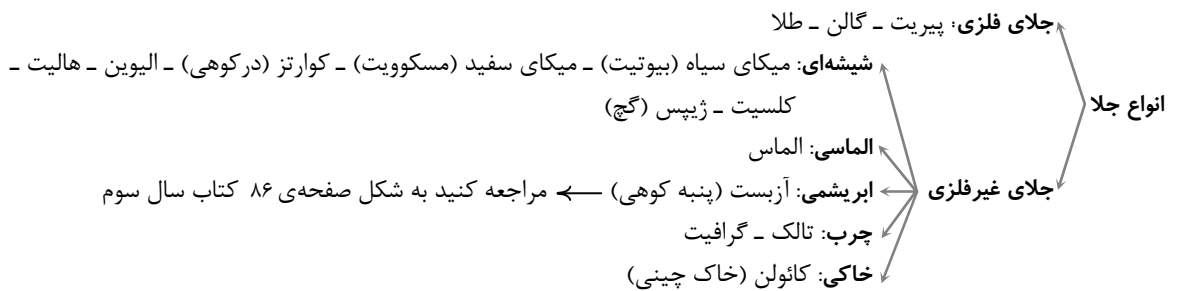 جلای فلزی: پیریت ـ گالن ـ طلا
شیشه‌ای: میکای سیاه (بیوتیت) ـ میکای سفید (مسکوویت) ـ کوارتز (درکوهی) ـ الیوین ـ هالیت ـ
کلسیت ـ ژیپس (گچ)
انواع جلا
الماسی: الماس
جلای غیرفلزی
ابریشمی: آزبست (پنبه کوهی) ← مراجعه کنید به شکل صفحه‌ی ۸۶ کتاب سال سوم
چرب: تالک ـ گرافیت
خاکی: کائولن (خاک چینی)